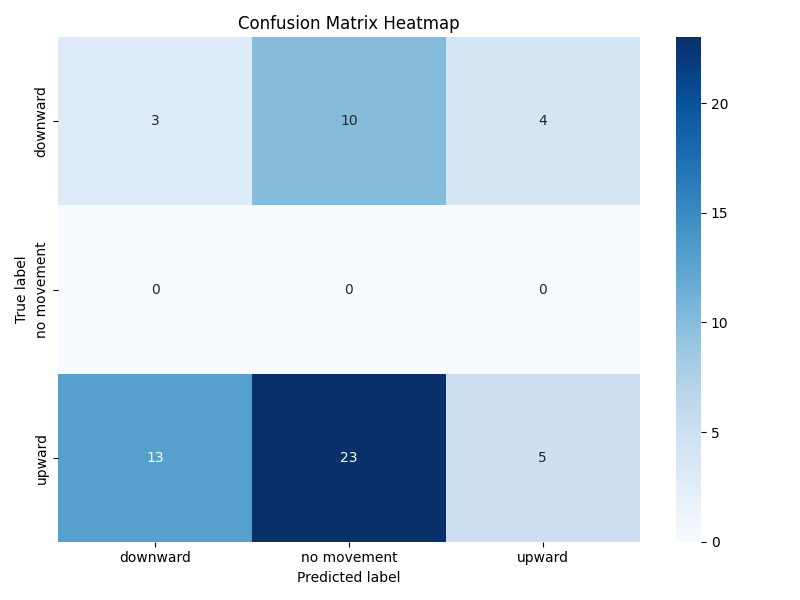 Confusion Matrix Heatmap
True label
downward
3 10 4
no movement
0 0 0
upward
13 23 5
downward no movement upward
Predicted label
20
15
10
5
0